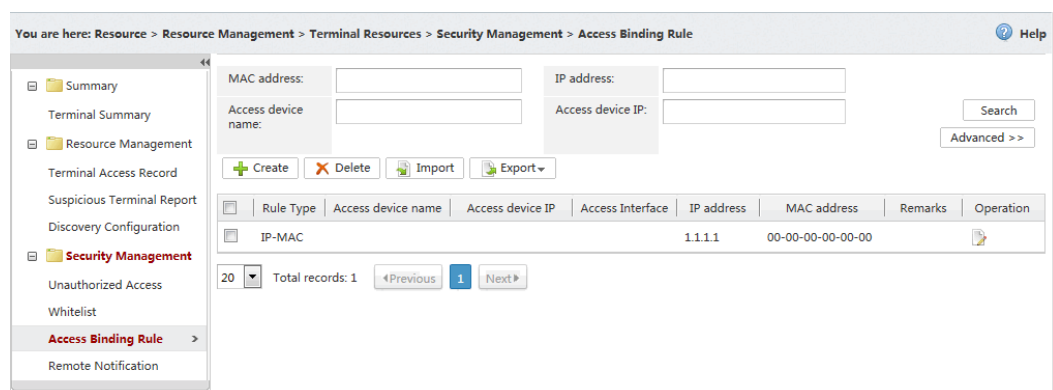 You are here: Resource > Resource Management > Terminal Resources > Security Management > Access Binding Rule
Help
Summary
Terminal Summary
Resource Management
Terminal Access Record
Suspicious Terminal Report
Discovery Configuration
Security Management
Unauthorized Access
Whitelist
Access Binding Rule >
Remote Notification
MAC address:
IP address:
Access device
name:
Access device IP:
Search
Advanced >>
Create Delete Import Export
Rule Type Access device name Access device IP Access Interface IP address MAC address Remarks Operation
IP-MAC 1.1.1.1 00-00-00-00-00-00
20 Total records: 1 Previous 1 Next